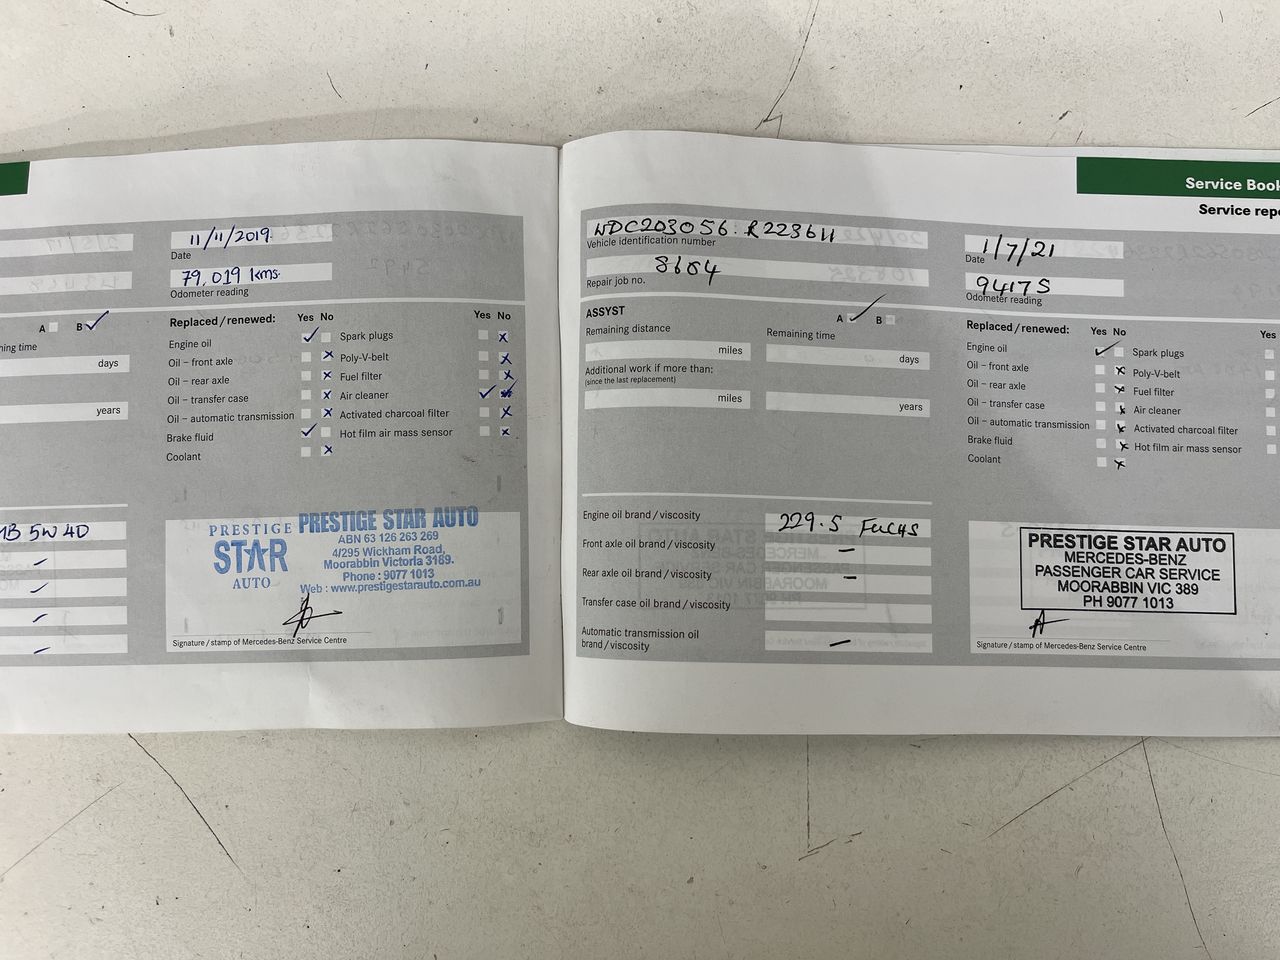 11/11/2019
Date
79,019 kms.
Odometer reading
A B
ning time
days
years
Replaced/renewed: Yes No
Yes No
Engine oil
Spark plugs
Oil – front axle
Poly-V-belt
Oil – rear axle
Fuel filter
Oil – transfer case
Air cleaner
Oil – automatic transmission
Activated charcoal filter
Brake fluid
Hot film air mass sensor
Coolant
MB 5W40
PRESTIGE
STAR
AUTO
PRESTIGE STAR AUTO
ABN 63 126 263 269
4/295 Wickham Road,
Moorabbin Victoria 3189.
Phone : 9077 1013
Web : www.prestigestarauto.com.au
Signature/stamp of Mercedes-Benz Service Centre
Service Book
Service repo
Vehicle identification number
8604
Repair job no.
1/7/21
Date
94175
Odometer reading
ASSYST
A B
Remaining distance
Remaining time
miles
days
Additional work if more than:
(since the last replacement)
miles
years
Replaced/renewed: Yes No
Yes
Engine oil
Spark plugs
Oil – front axle
Poly-V-belt
Oil – rear axle
Fuel filter
Oil – transfer case
Air cleaner
Oil – automatic transmission
Activated charcoal filter
Brake fluid
Hot film air mass sensor
Coolant
Engine oil brand/viscosity
229.5 FUCHS
Front axle oil brand/viscosity
Rear axle oil brand/viscosity
Transfer case oil brand/viscosity
Automatic transmission oil
brand/viscosity
PRESTIGE STAR AUTO
MERCEDES-BENZ
PASSENGER CAR SERVICE
MOORABBIN VIC 389
PH 9077 1013
Signature/stamp of Mercedes-Benz Service Centre